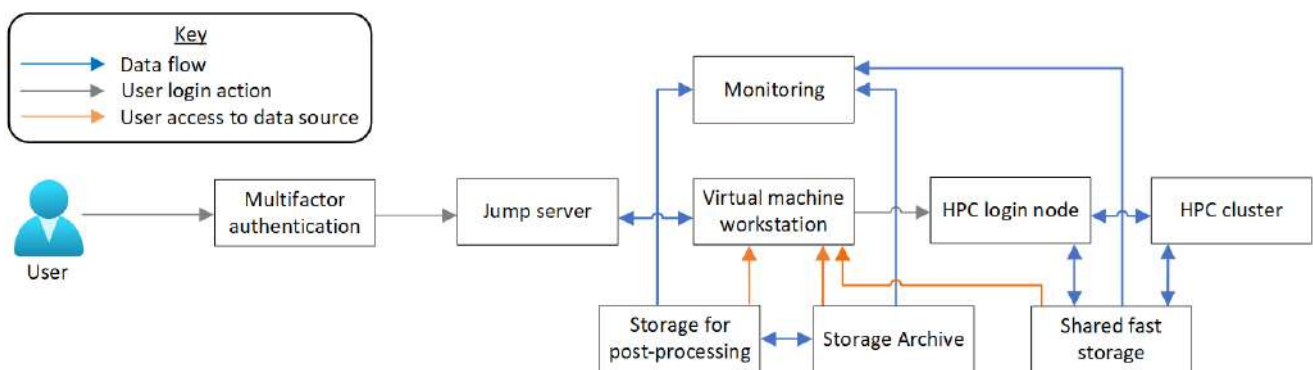 Key
Data flow
User login action
User access to data source
Monitoring
User
Multifactor
authentication
Jump server
Virtual machine
workstation
HPC login node
HPC cluster
Storage for
post-processing
Storage Archive
Shared fast
storage